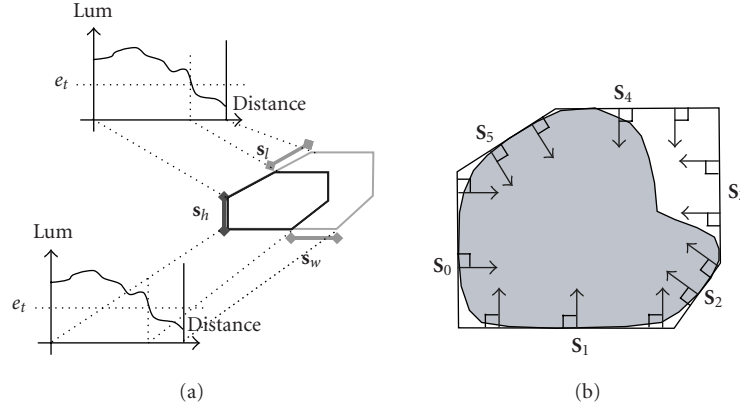 Lum
e_t
Distance
s_l
s_h
s_w
Lum
e_t
Distance
(a)
S_4
S_5
S_0
S_2
S_1
(b)